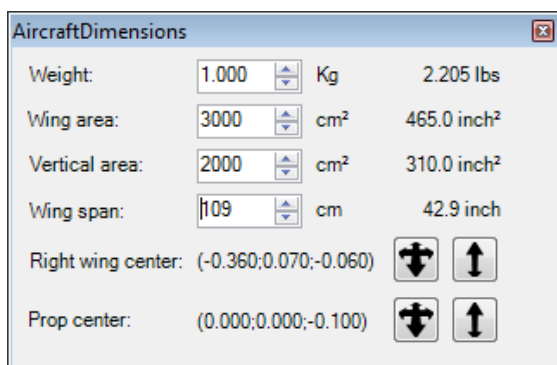 AircraftDimensions
Weight: 1.000 Kg 2.205 lbs
Wing area: 3000 cm² 465.0 inch²
Vertical area: 2000 cm² 310.0 inch²
Wing span: 109 cm 42.9 inch
Right wing center: (-0.360;0.070;-0.060)
Prop center: (0.000;0.000;-0.100)